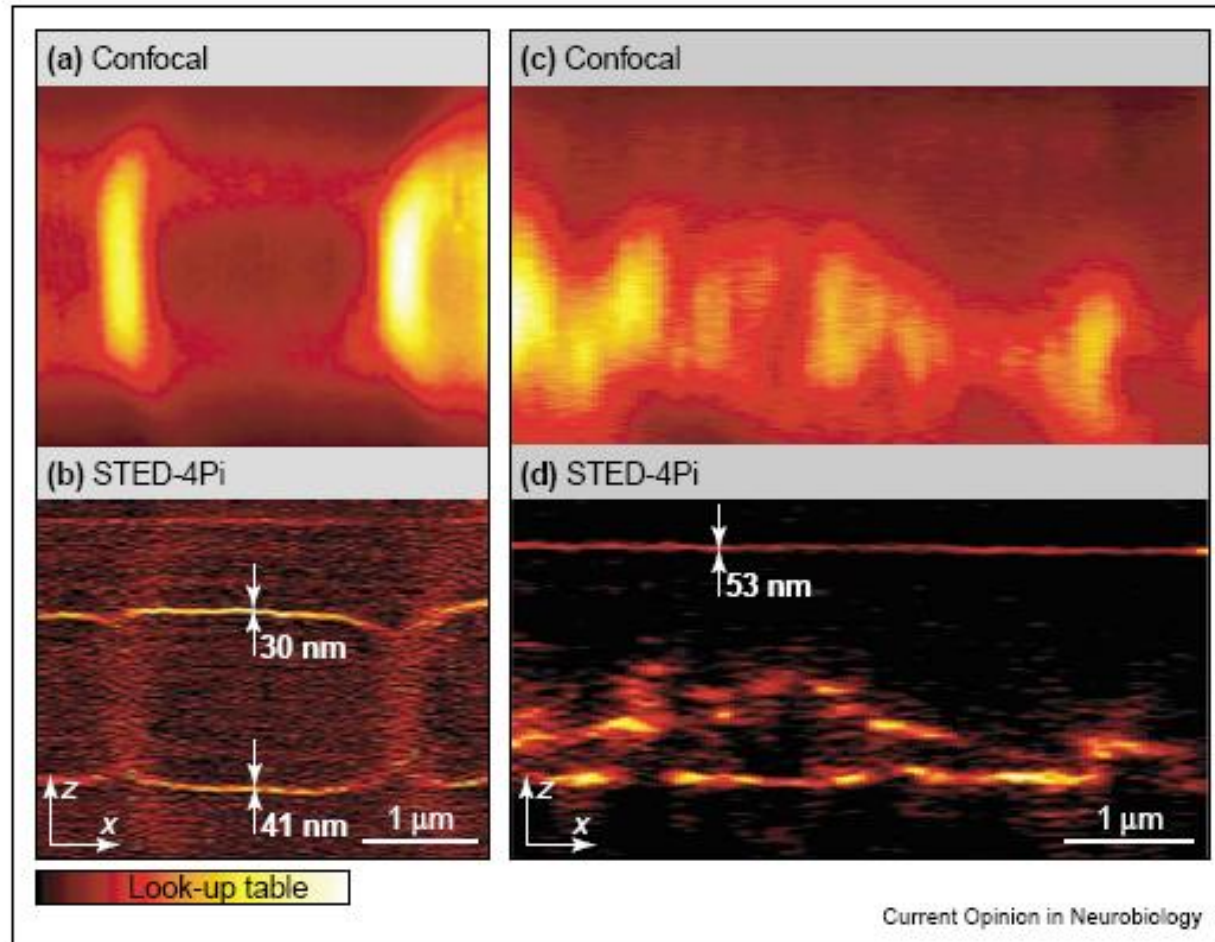 (a) Confocal
(c) Confocal
(b) STED-4Pi
(d) STED-4Pi
30 nm
41 nm
z
x
1 μm
53 nm
z
x
1 μm
Look-up table
Current Opinion in Neurobiology